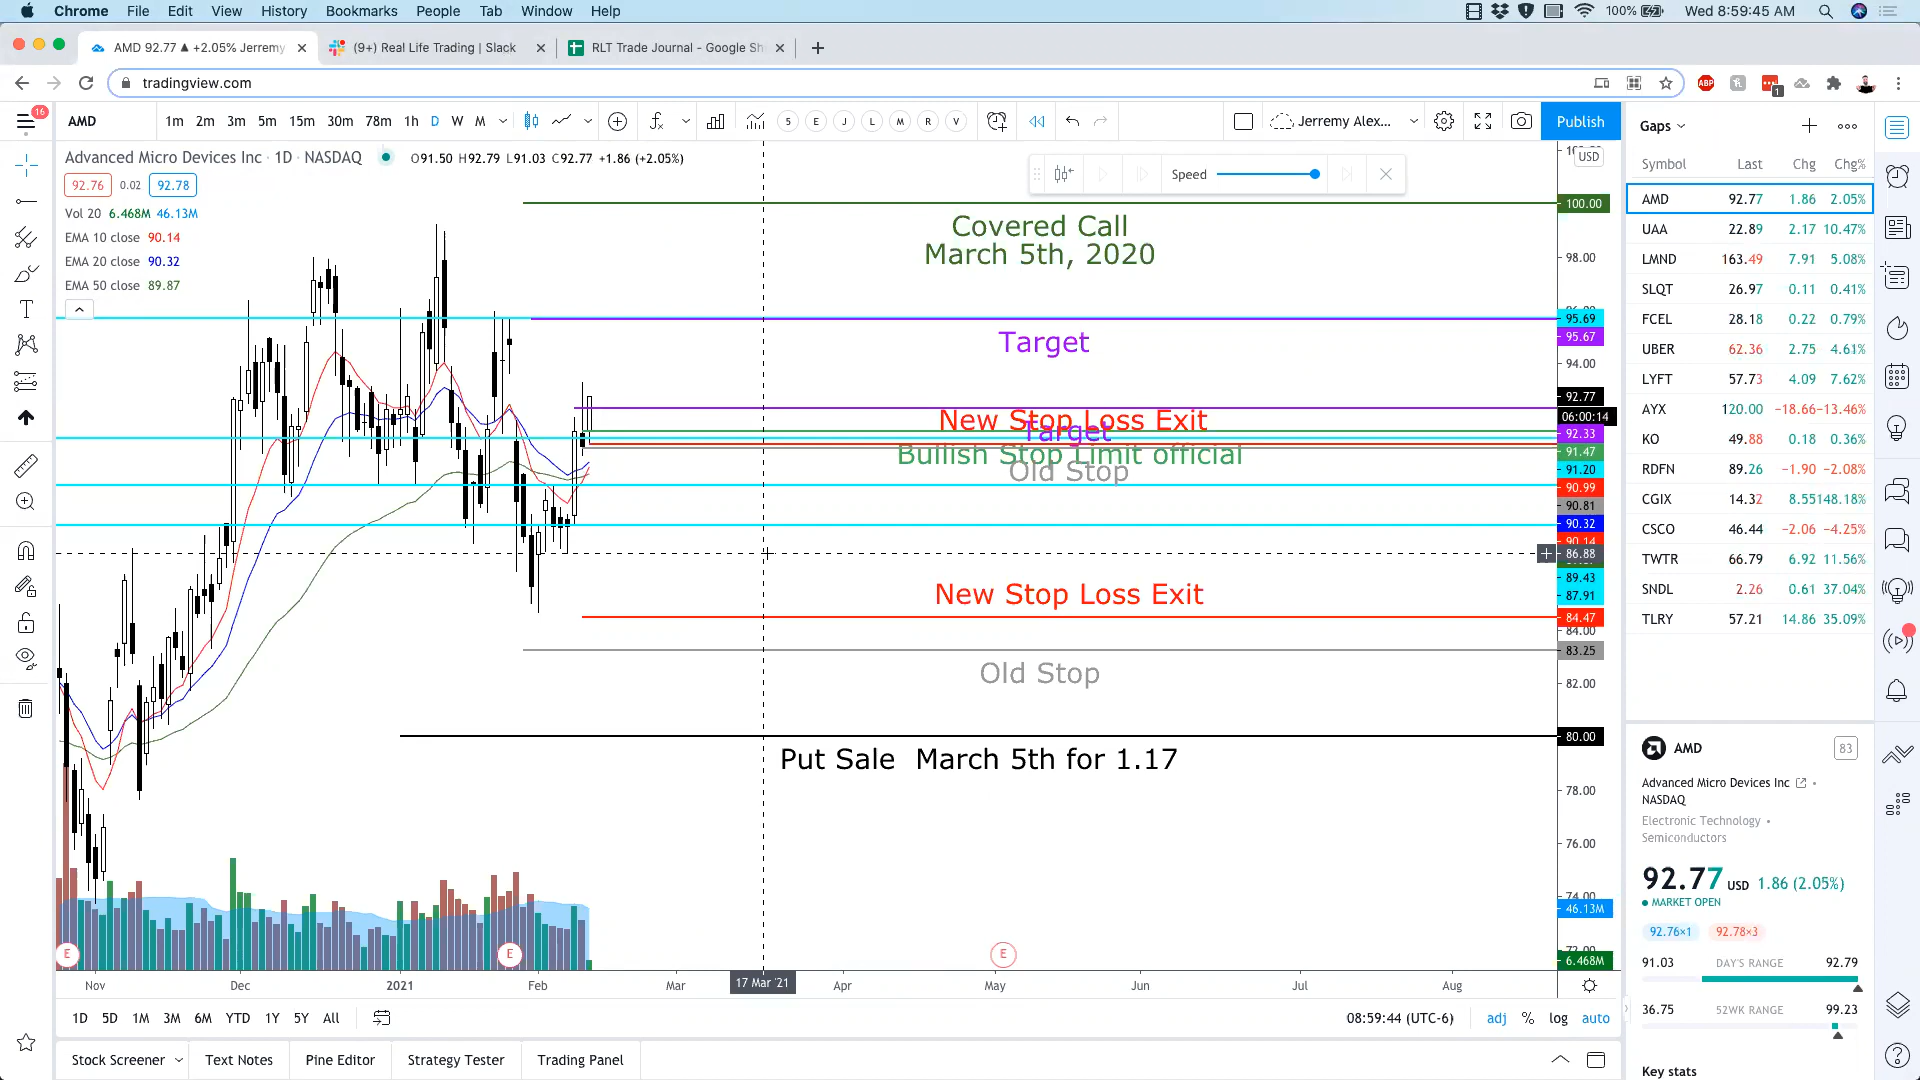 Chrome File Edit View History Bookmarks People Tab Window Help 100% Wed 8:59:45 AM
AMD 92.77 ▲ +2.05% Jerremy
(9+) Real Life Trading | Slack
RLT Trade Journal - Google Sh
tradingview.com
ABP 1
16 AMD 1m 2m 3m 5m 15m 30m 78m 1h D W M S E J L M R V Jerremy Alex... Publish
Advanced Micro Devices Inc · 1D · NASDAQ O91.50 H92.79 L91.03 C92.77 +1.86 (+2.05%)
92.76 0.02 92.78
Vol 20 6.468M 46.13M
EMA 10 close 90.14
EMA 20 close 90.32
EMA 50 close 89.87
Speed
USD
Covered Call
March 5th, 2020
Target
New Stop Loss Exit
Target
Bullish Stop Limit official
Old Stop
New Stop Loss Exit
Old Stop
Put Sale March 5th for 1.17
100.00
98.00
95.69
95.67
94.00
92.77
06:00:14
92.33
91.47
91.20
90.99
90.81
90.32
90.14
86.88
89.43
87.91
84.47
84.00
83.25
82.00
80.00
78.00
76.00
74.00
46.13M
72.00
6.468M
E E E
Nov Dec 2021 Feb Mar 17 Mar '21 Apr May Jun Jul Aug
1D 5D 1M 3M 6M YTD 1Y 5Y All 08:59:44 (UTC-6) adj % log auto
Stock Screener Text Notes Pine Editor Strategy Tester Trading Panel
Gaps
Symbol Last Chg Chg%
AMD 92.77 1.86 2.05%
UAA 22.89 2.17 10.47%
LMND 163.49 7.91 5.08%
SLQT 26.97 0.11 0.41%
FCEL 28.18 0.22 0.79%
UBER 62.36 2.75 4.61%
LYFT 57.73 4.09 7.62%
AYX 120.00 −18.66 −13.46%
KO 49.88 0.18 0.36%
RDFN 89.26 −1.90 −2.08%
CGIX 14.32 8.55 148.18%
CSCO 46.44 −2.06 −4.25%
TWTR 66.79 6.92 11.56%
SNDL 2.26 0.61 37.04%
TLRY 57.21 14.86 35.09%
AMD 83
Advanced Micro Devices Inc •
NASDAQ
Electronic Technology •
Semiconductors
92.77 USD 1.86 (2.05%)
• MARKET OPEN
92.76×1 92.78×3
91.03 DAY'S RANGE 92.79
36.75 52WK RANGE 99.23
Key stats